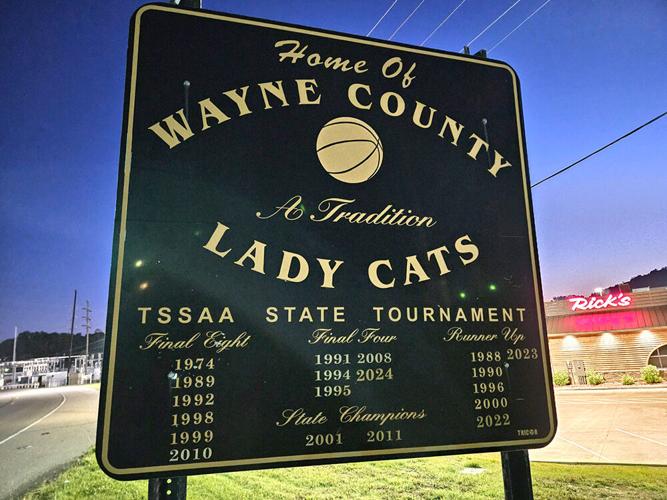 Home Of
WAYNE COUNTY
A Tradition
LADY CATS
TSSAA STATE TOURNAMENT
Final Eight
1974
1989
1992
1998
1999
2010
Final Four
1991 2008
1994 2024
1995
State Champions
2001 2011
Runner Up
1988 2023
1990
1996
2000
2022
TRICOR
Rick's